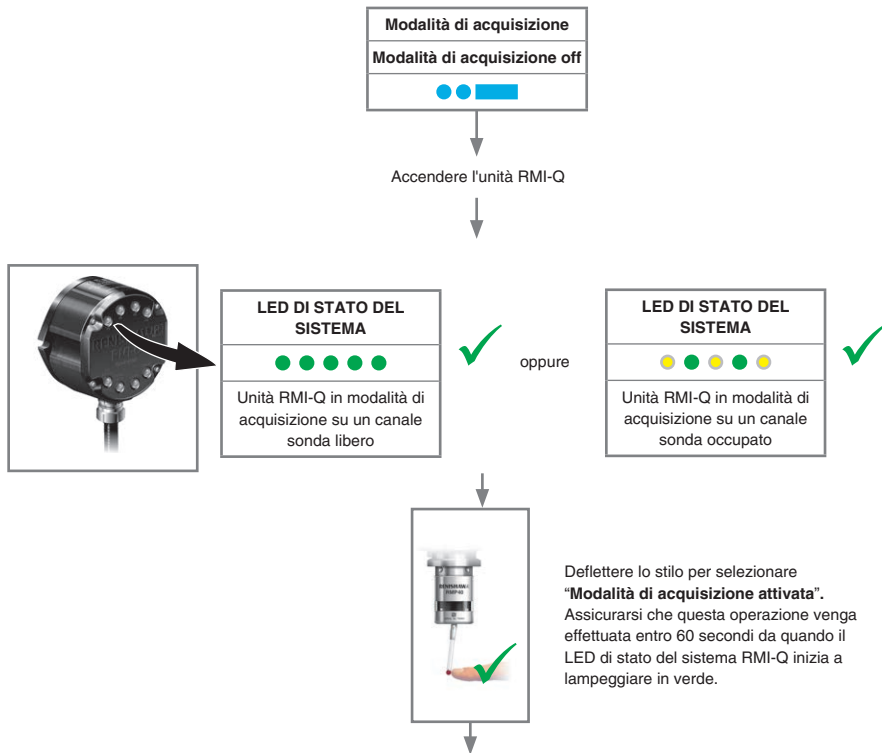 Modalità di acquisizione
Modalità di acquisizione off
Accendere l'unità RMI-Q
LED DI STATO DEL
SISTEMA
Unità RMI-Q in modalità di
acquisizione su un canale
sonda libero
oppure
LED DI STATO DEL
SISTEMA
Unità RMI-Q in modalità di
acquisizione su un canale
sonda occupato
Deflettere lo stilo per selezionare
“Modalità di acquisizione attivata”.
Assicurarsi che questa operazione venga
effettuata entro 60 secondi da quando il
LED di stato del sistema RMI-Q inizia a
lampeggiare in verde.